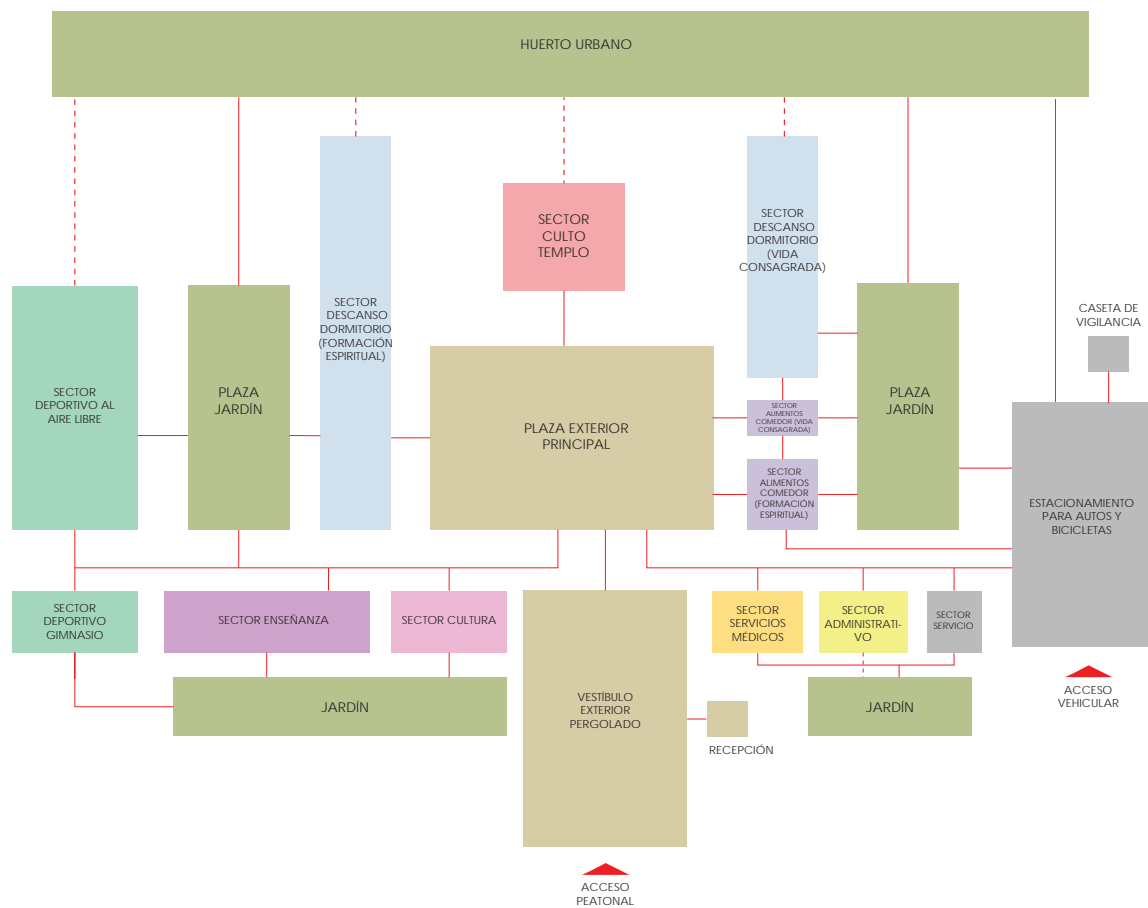 HUERTO URBANO
SECTOR
CULTO
TEMPLO
SECTOR
DESCANSO
DORMITORIO
(VIDA
CONSAGRADA)
SECTOR
DESCANSO
DORMITORIO
(FORMACIÓN
ESPIRITUAL)
CASETA DE
VIGILANCIA
SECTOR
DEPORTIVO AL
AIRE LIBRE
PLAZA
JARDÍN
PLAZA EXTERIOR
PRINCIPAL
SECTOR
ALIMENTOS
COMEDOR (VIDA
CONSAGRADA)
PLAZA
JARDÍN
SECTOR
ALIMENTOS
COMEDOR
(FORMACIÓN
ESPIRITUAL)
ESTACIONAMIENTO
PARA AUTOS Y
BICICLETAS
SECTOR
DEPORTIVO
GIMNASIO
SECTOR ENSEÑANZA
SECTOR CULTURA
SECTOR
SERVICIOS
MÉDICOS
SECTOR
ADMINISTRATI-
VO
SECTOR
SERVICIO
JARDÍN
VESTÍBULO
EXTERIOR
PERGOLADO
RECEPCIÓN
JARDÍN
ACCESO
VEHICULAR
ACCESO
PEATONAL